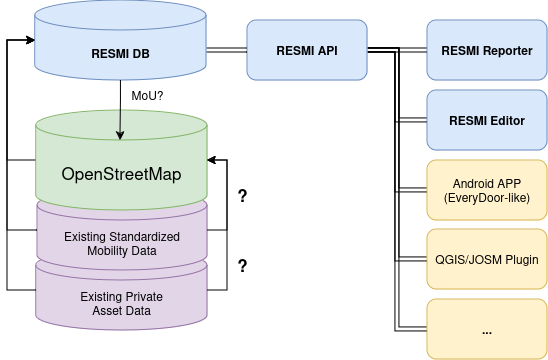 RESMI DB
RESMI API
RESMI Reporter
MoU?
RESMI Editor
OpenStreetMap
Android APP
(EveryDoor-like)
?
Existing Standardized
Mobility Data
QGIS/JOSM Plugin
?
Existing Private
Asset Data
...